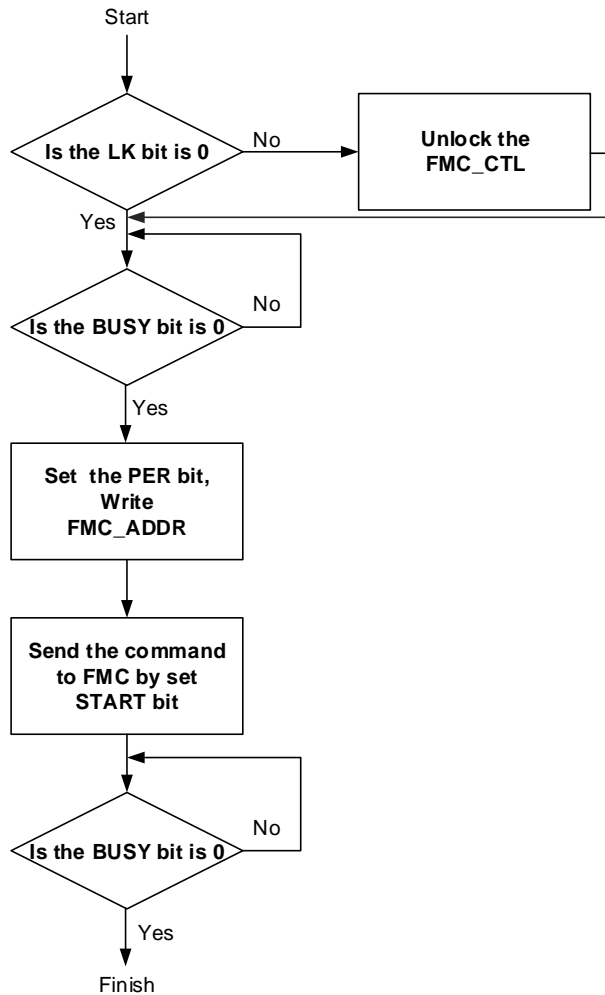 Start
Is the LK bit is 0
No
Unlock the
FMC_CTL
Yes
No
Is the BUSY bit is 0
Yes
Set the PER bit,
Write
FMC_ADDR
Send the command
to FMC by set
START bit
No
Is the BUSY bit is 0
Yes
Finish